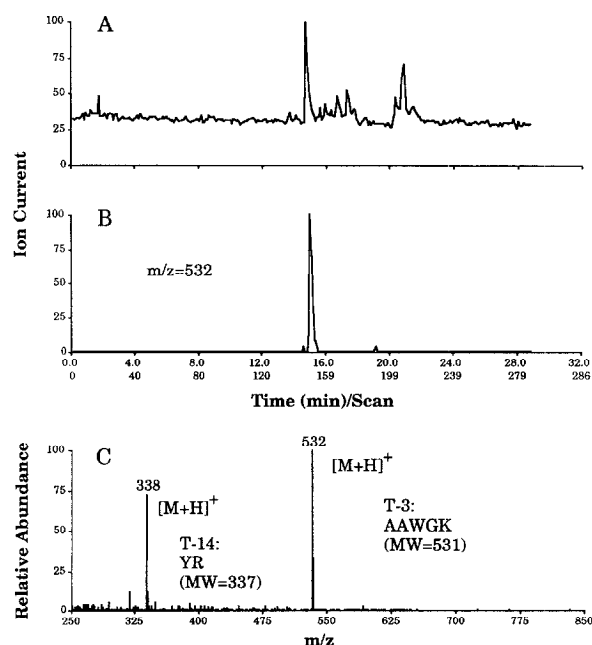 100
A
75
50
25
0
Ion Current
100
B
75
m/z=532
50
25
0
0.0 4.0 8.0 12.0 16.0 20.0 24.0 28.0 32.0
0 40 80 120 159 199 239 279 286
Time (min)/Scan
Relative Abundance
100
C
532
[M+H]+
338
75
[M+H]+
T-3:
AAWGK
(MW=531)
50
T-14:
YR
(MW=337)
25
0
250 325 400 475 550 625 700 775 850
m/z